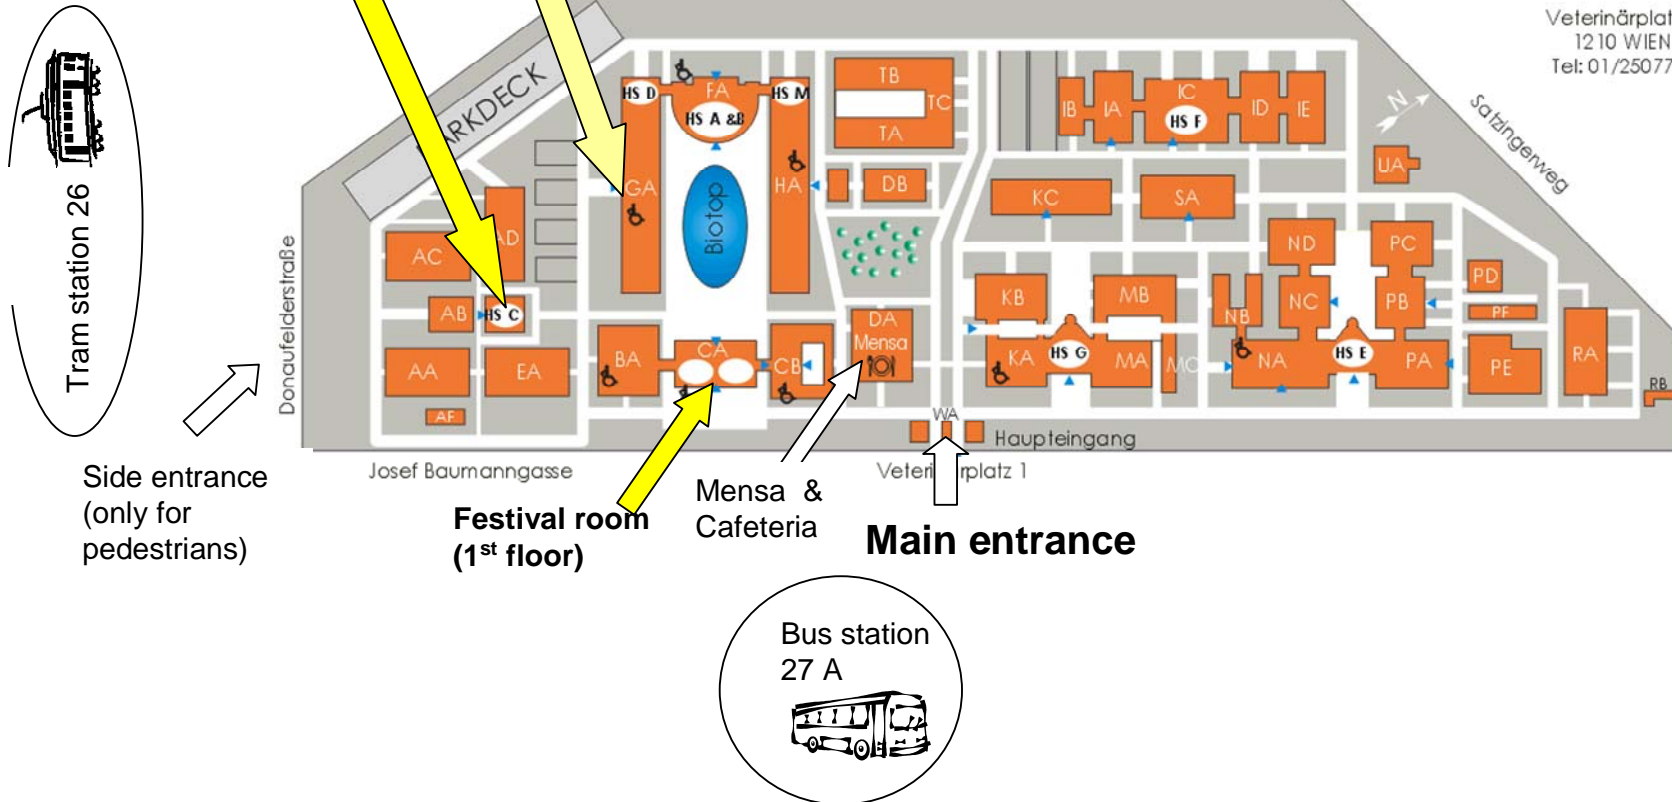 Veterinärplat
1210 WIEN
Tel: 01/25077
Tram station 26
ARKDECK
HS D
FA
HS M
HS A &B
TB
TC
TA
IB
IA
IC
HS F
ID
IE
N
Satzingerweg
UA
GA
Biotop
HA
DB
KC
SA
AC
AD
ND
PC
PD
Donaufelderstraße
AB
HS C
KB
MB
NB
NC
PB
PF
BA
CA
CB
DA
Mensa
KA
HS G
MA
MC
NA
HS E
PA
PE
RA
AA
EA
RB
AF
WA
Haupteingang
Josef Baumanngasse
Veterinärplatz 1
Side entrance
(only for
pedestrians)
Festival room
(1st floor)
Mensa &
Cafeteria
Main entrance
Bus station
27 A